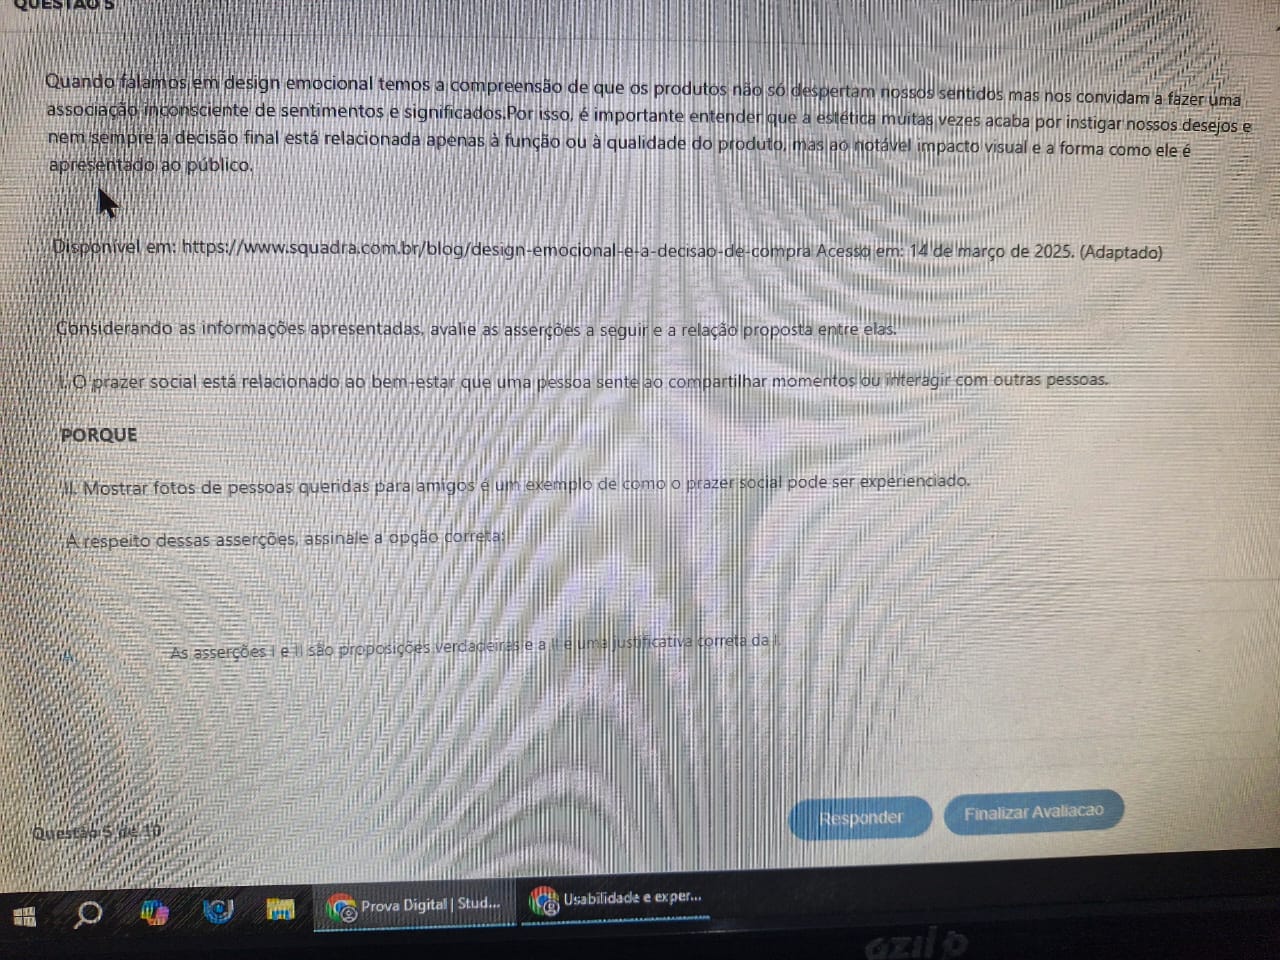 QUESTÃO 5
Quando falamos em design emocional temos a compreensão de que os produtos não só despertam nossos sentidos mas nos convidam a fazer uma
associação inconsciente de sentimentos e significados.Por isso, é importante entender que a estética muitas vezes acaba por instigar nossos desejos e
nem sempre a decisão final está relacionada apenas à função ou à qualidade do produto, mas ao notável impacto visual e a forma como ele é
apresentado ao público.
Disponível em: https://www.squadra.com.br/blog/design-emocional-e-a-decisao-de-compra Acesso em: 14 de março de 2025. (Adaptado)
Considerando as informações apresentadas, avalie as asserções a seguir e a relação proposta entre elas.
I. O prazer social está relacionado ao bem-estar que uma pessoa sente ao compartilhar momentos ou interagir com outras pessoas.
PORQUE
II. Mostrar fotos de pessoas queridas para amigos é um exemplo de como o prazer social pode ser experienciado.
A respeito dessas asserções, assinale a opção correta:
A As asserções I e II são proposições verdadeiras e a II é uma justificativa correta da I.
Responder Finalizar Avaliacao
Questão 5 de 10
Prova Digital | Stud... Usabilidade e exper...